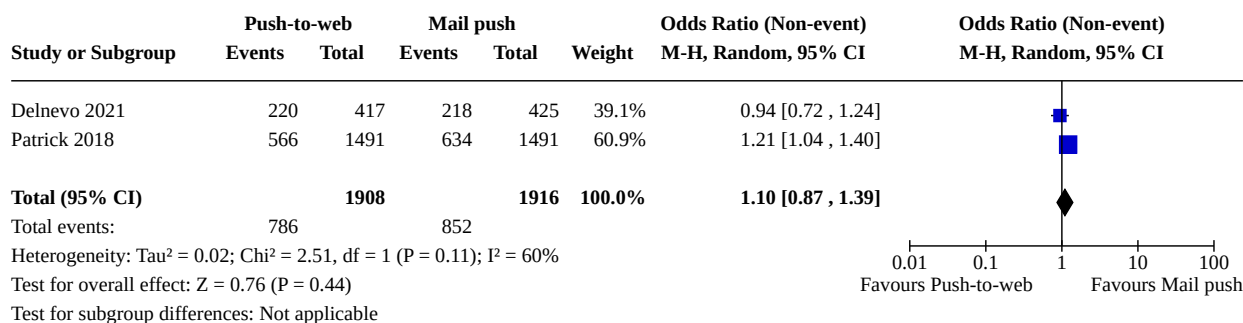 Push-to-web Mail push Odds Ratio (Non-event) Odds Ratio (Non-event)
Study or Subgroup Events Total Events Total Weight M-H, Random, 95% CI M-H, Random, 95% CI
Delnevo 2021 220 417 218 425 39.1% 0.94 [0.72 , 1.24]
Patrick 2018 566 1491 634 1491 60.9% 1.21 [1.04 , 1.40]
Total (95% CI) 1908 1916 100.0% 1.10 [0.87 , 1.39]
Total events: 786 852
Heterogeneity: Tau² = 0.02; Chi² = 2.51, df = 1 (P = 0.11); I² = 60%
Test for overall effect: Z = 0.76 (P = 0.44)
Test for subgroup differences: Not applicable
0.01 0.1 1 10 100
Favours Push-to-web Favours Mail push